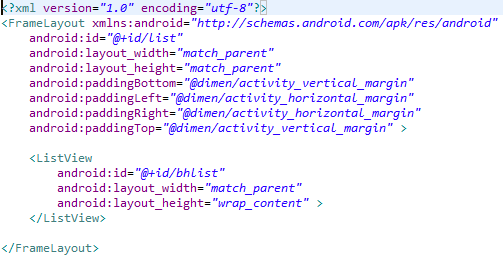 <?xml version="1.0" encoding="utf-8"?>
<FrameLayout xmlns:android="http://schemas.android.com/apk/res/android"
    android:id="@+id/list"
    android:layout_width="match_parent"
    android:layout_height="match_parent"
    android:paddingBottom="@dimen/activity_vertical_margin"
    android:paddingLeft="@dimen/activity_horizontal_margin"
    android:paddingRight="@dimen/activity_horizontal_margin"
    android:paddingTop="@dimen/activity_vertical_margin" >

    <ListView
        android:id="@+id/bhlist"
        android:layout_width="match_parent"
        android:layout_height="wrap_content" >
    </ListView>

</FrameLayout>